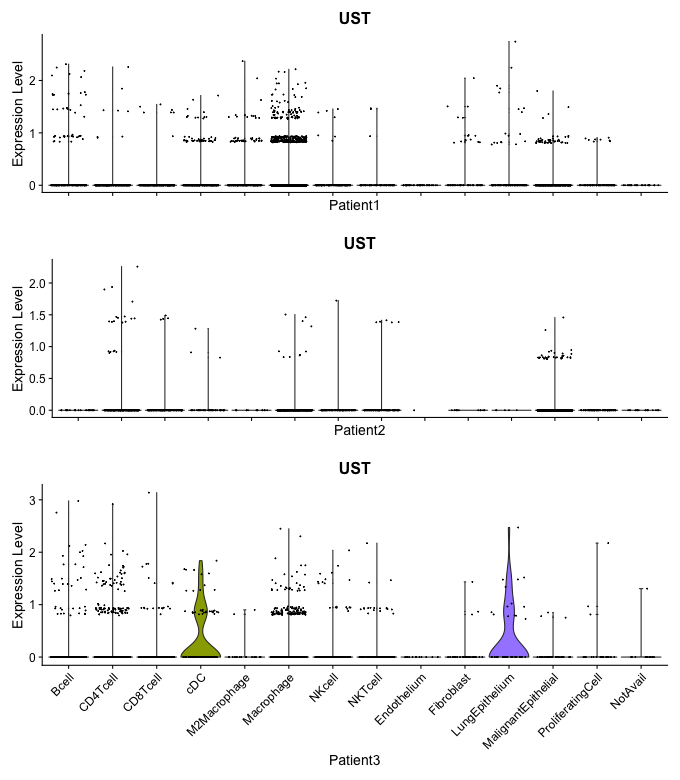 UST
Expression Level
2
1
0
Patient1
UST
Expression Level
2.0
1.5
1.0
0.5
0.0
Patient2
UST
Expression Level
3
2
1
0
Bcell
CD4Tcell
CD8Tcell
cDC
M2Macrophage
Macrophage
NKcell
NKTcell
Endothelium
Fibroblast
LungEpithelium
MalignantEpithelial
ProliferatingCell
NotAvail
Patient3